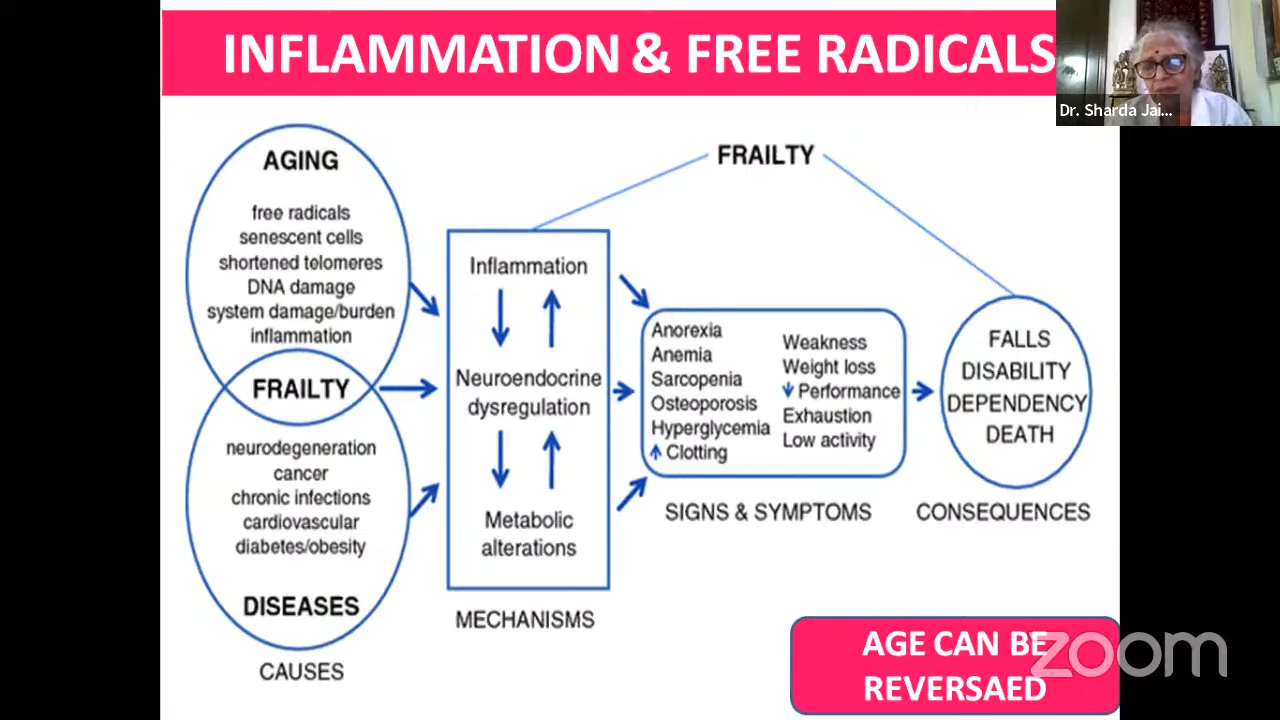 INFLAMMATION & FREE RADICALS
Dr. Sharda Jai...
AGING
free radicals
senescent cells
shortened telomeres
DNA damage
system damage/burden
inflammation
FRAILTY
neurodegeneration
cancer
chronic infections
cardiovascular
diabetes/obesity
DISEASES
CAUSES
FRAILTY
Inflammation
Neuroendocrine
dysregulation
Metabolic
alterations
MECHANISMS
Anorexia
Anemia
Sarcopenia
Osteoporosis
Hyperglycemia
Clotting
Weakness
Weight loss
Performance
Exhaustion
Low activity
SIGNS & SYMPTOMS
FALLS
DISABILITY
DEPENDENCY
DEATH
CONSEQUENCES
AGE CAN BE
REVERSAED
zoom